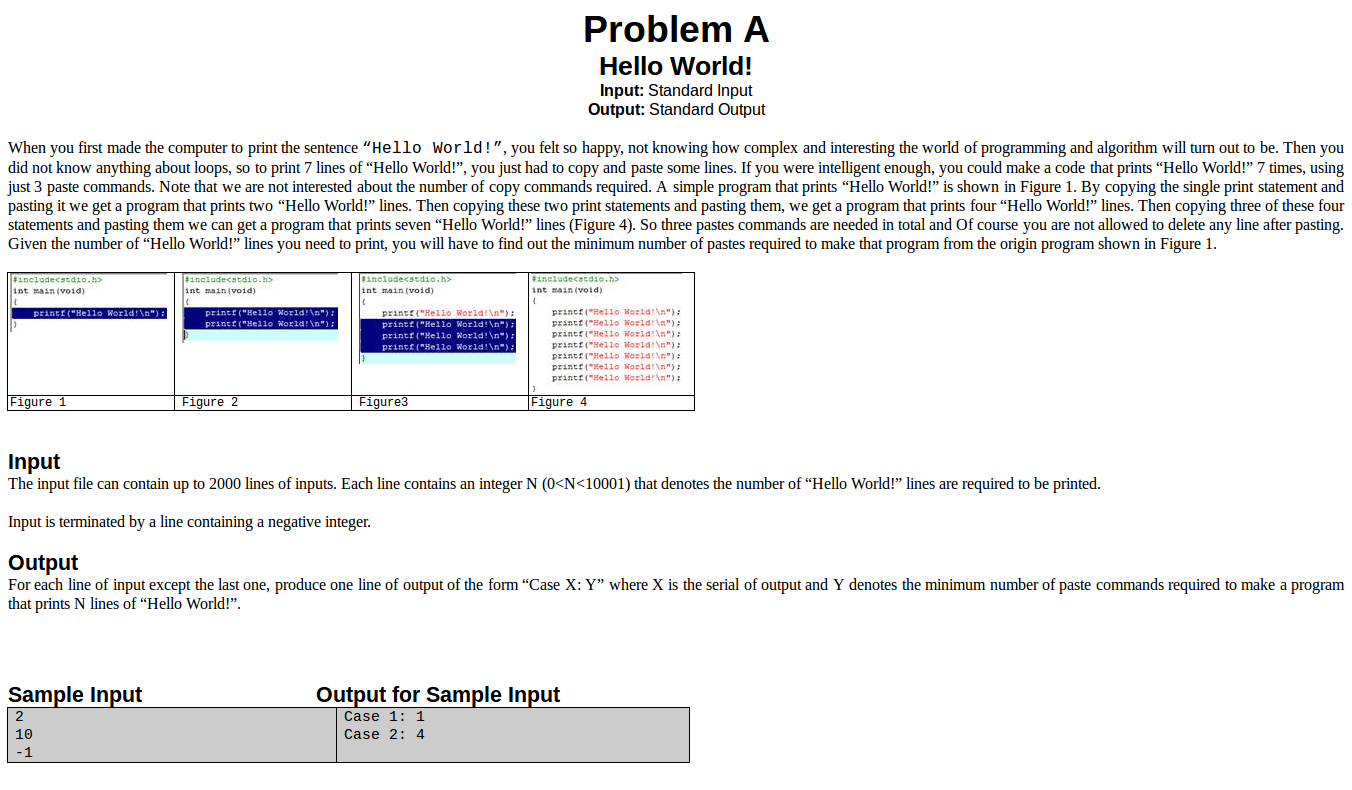 Problem A
Hello World!
Input: Standard Input
Output: Standard Output
When you first made the computer to print the sentence “Hello World!”, you felt so happy, not knowing how complex and interesting the world of programming and algorithm will turn out to be. Then you
did not know anything about loops, so to print 7 lines of “Hello World!”, you just had to copy and paste some lines. If you were intelligent enough, you could make a code that prints “Hello World!” 7 times, using
just 3 paste commands. Note that we are not interested about the number of copy commands required. A simple program that prints “Hello World!” is shown in Figure 1. By copying the single print statement and
pasting it we get a program that prints two “Hello World!” lines. Then copying these two print statements and pasting them, we get a program that prints four “Hello World!” lines. Then copying three of these four
statements and pasting them we can get a program that prints seven “Hello World!” lines (Figure 4). So three pastes commands are needed in total and Of course you are not allowed to delete any line after pasting.
Given the number of “Hello World!” lines you need to print, you will have to find out the minimum number of pastes required to make that program from the origin program shown in Figure 1.
#include<stdio.h>
int main(void)
{
printf("Hello World!\n");
}
Figure 1
#include<stdio.h>
int main(void)
{
printf("Hello World!\n");
printf("Hello World!\n");
}
Figure 2
#include<stdio.h>
int main(void)
{
printf("Hello World!\n");
printf("Hello World!\n");
printf("Hello World!\n");
printf("Hello World!\n");
}
Figure3
#include<stdio.h>
int main(void)
{
printf("Hello World!\n");
printf("Hello World!\n");
printf("Hello World!\n");
printf("Hello World!\n");
printf("Hello World!\n");
printf("Hello World!\n");
printf("Hello World!\n");
}
Figure 4
Input
The input file can contain up to 2000 lines of inputs. Each line contains an integer N (0<N<10001) that denotes the number of “Hello World!” lines are required to be printed.
Input is terminated by a line containing a negative integer.
Output
For each line of input except the last one, produce one line of output of the form “Case X: Y” where X is the serial of output and Y denotes the minimum number of paste commands required to make a program
that prints N lines of “Hello World!”.
Sample Input Output for Sample Input
2 Case 1: 1
10 Case 2: 4
-1